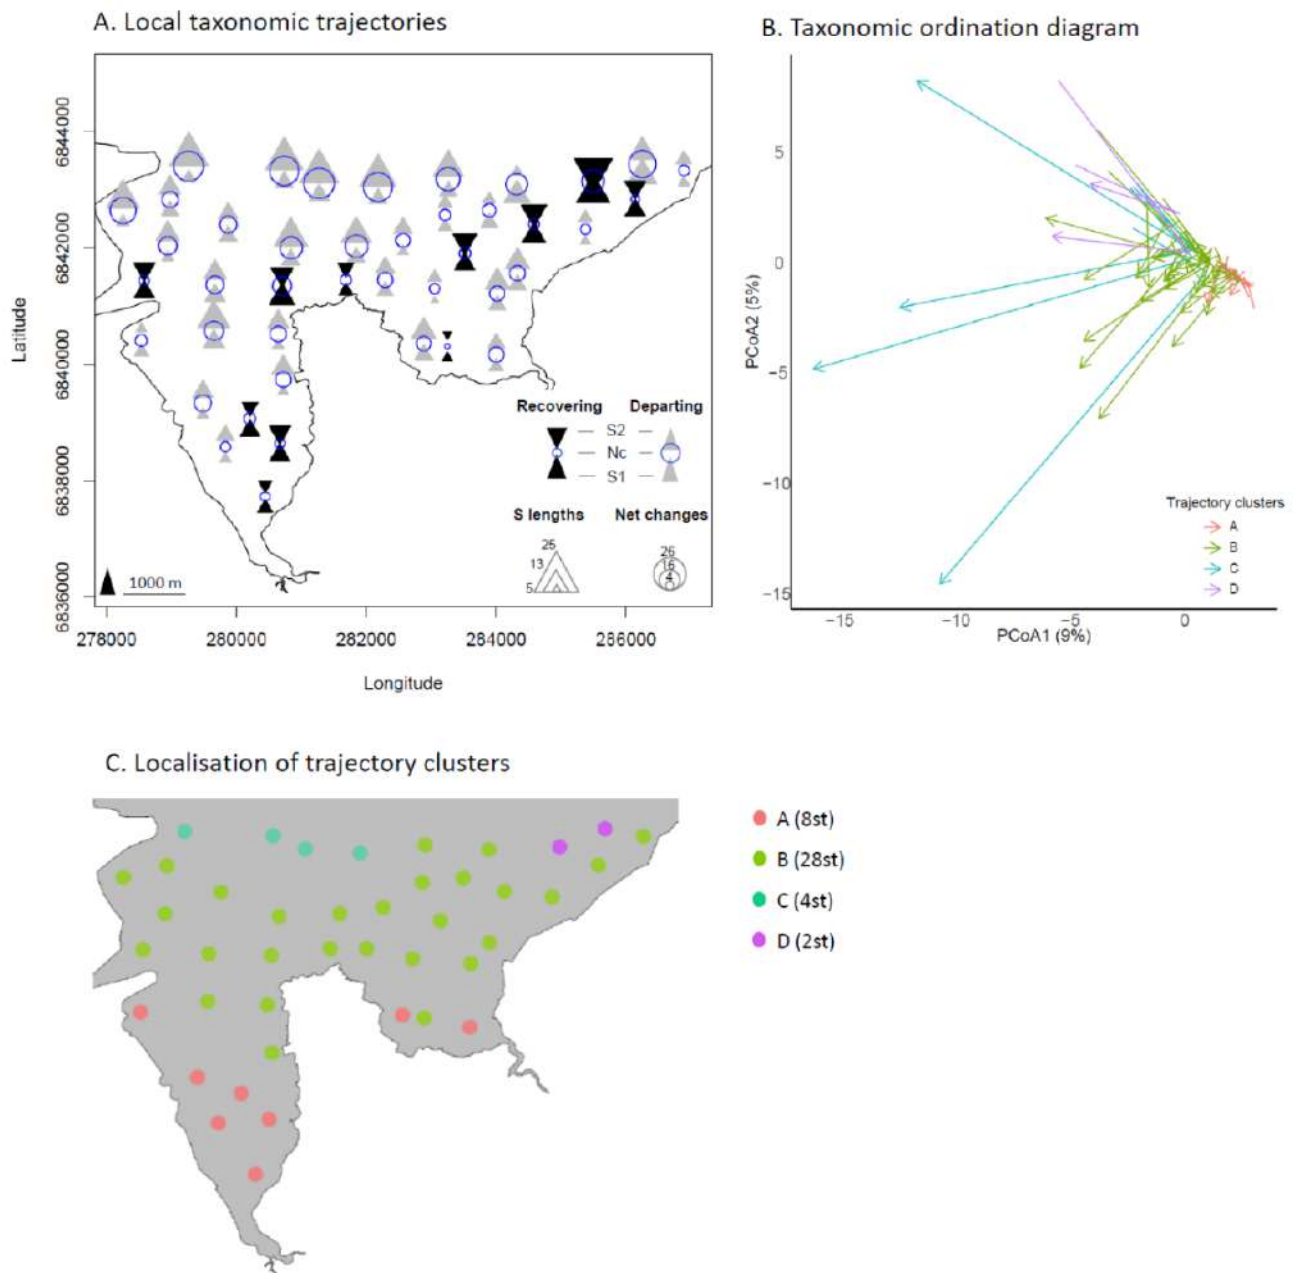 A. Local taxonomic trajectories
B. Taxonomic ordination diagram
6844000
6842000
6840000
6838000
6836000
Latitude
278000 280000 282000 284000 266000
Longitude
Recovering Departing
S2
Nc
S1
S lengths Net changes
25
13
5
26
16
4
1000 m
5
0
−5
−10
−15
PCoA2 (5%)
−15 −10 −5 0
PCoA1 (9%)
Trajectory clusters
A
B
C
D
C. Localisation of trajectory clusters
A (8st)
B (28st)
C (4st)
D (2st)